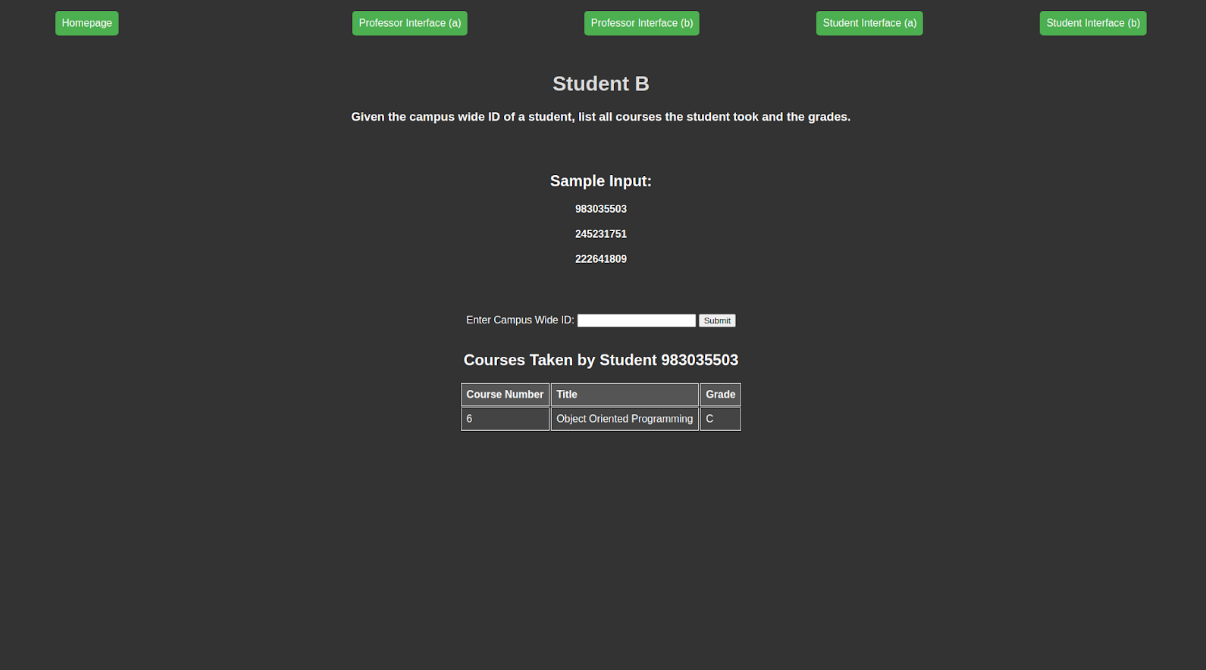 Homepage Professor Interface (a) Professor Interface (b) Student Interface (a) Student Interface (b)
Student B
Given the campus wide ID of a student, list all courses the student took and the grades.
Sample Input:
983035503
245231751
222641809
Enter Campus Wide ID: Submit
Courses Taken by Student 983035503
Course Number Title Grade
6 Object Oriented Programming C